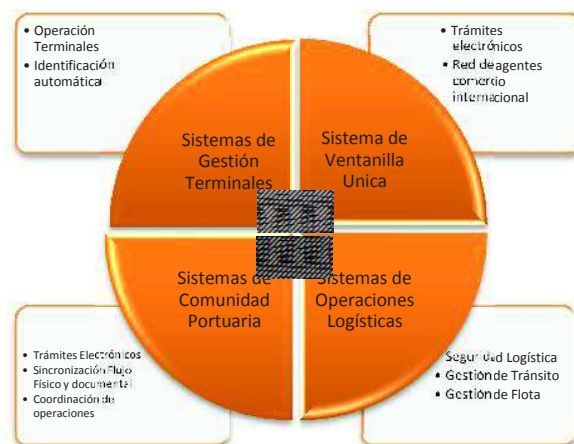 • Operación
Terminales
• Identificación
automática
• Trámites
electrónicos
• Red de agentes
comercio
internacional
Sistemas de
Gestión
Terminales
Sistema de
Ventanilla
Unica
Sistemas de
Comunidad
Portuaria
Sistemas de
Operaciones
Logísticas
• Trámites Electrónicos
• Sincronización Flujo
Físico y documental
• Coordinación de
operaciones
• Seguridad Logística
• Gestión de Tránsito
• Gestión de Flota